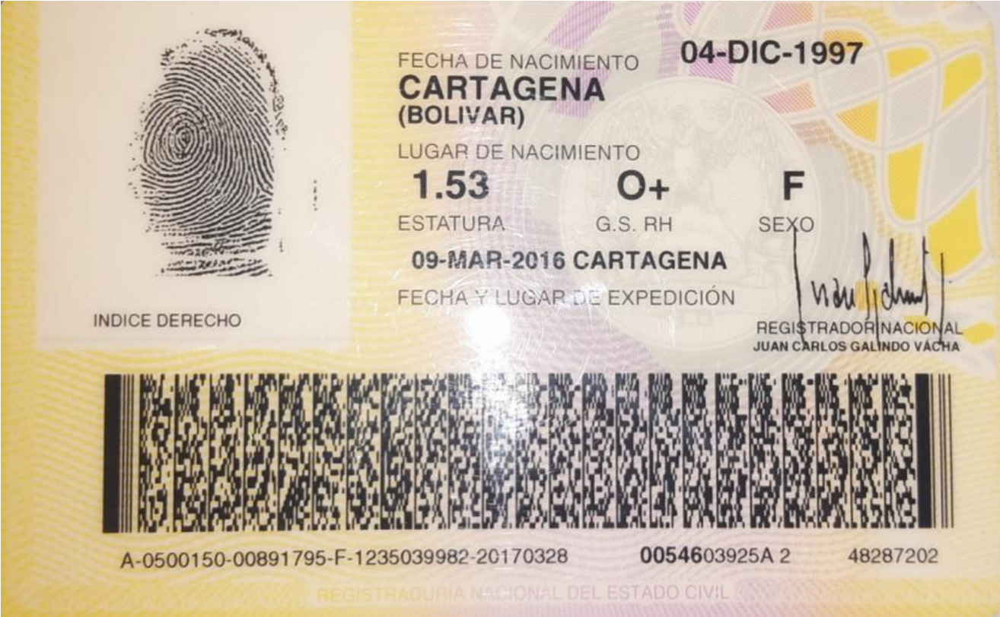 FECHA DE NACIMIENTO 04-DIC-1997
CARTAGENA
(BOLIVAR)
LUGAR DE NACIMIENTO
1.53 O+ F
ESTATURA G.S. RH SEXO
09-MAR-2016 CARTAGENA
FECHA Y LUGAR DE EXPEDICIÓN
INDICE DERECHO
REGISTRADOR NACIONAL
JUAN CARLOS GALINDO VÁCHA
A-0500150-00891795-F-1235039982-20170328 0054603925A 2 48287202
REGISTRADURIA NACIONAL DEL ESTADO CIVIL